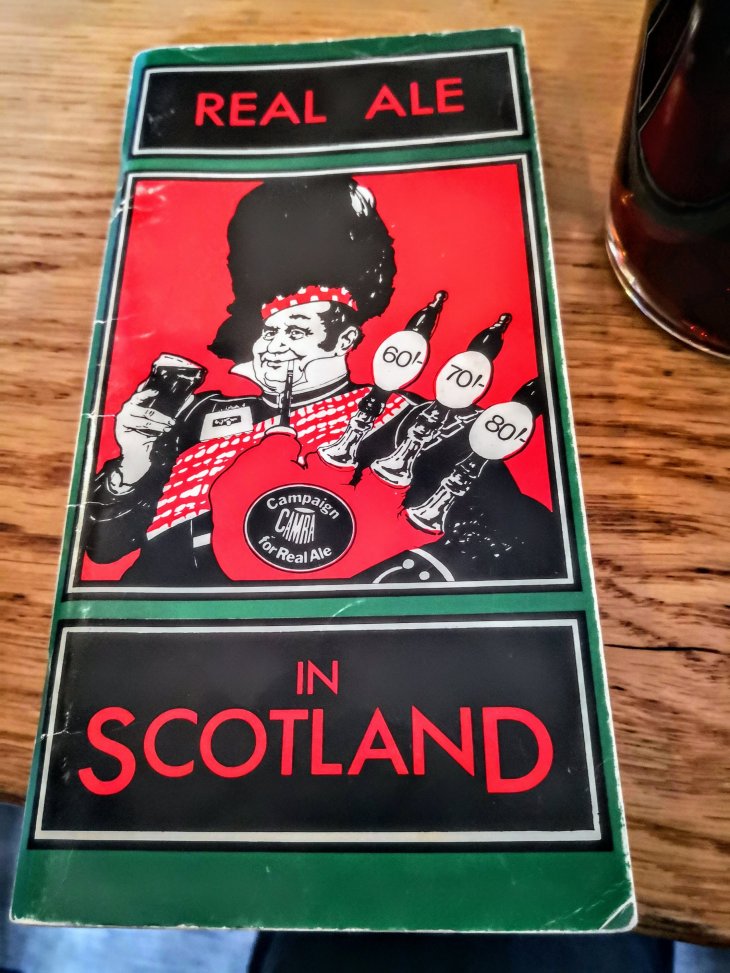 REAL ALE
60/-
70/-
80/-
Campaign
CAMRA
for Real Ale
IN
SCOTLAND